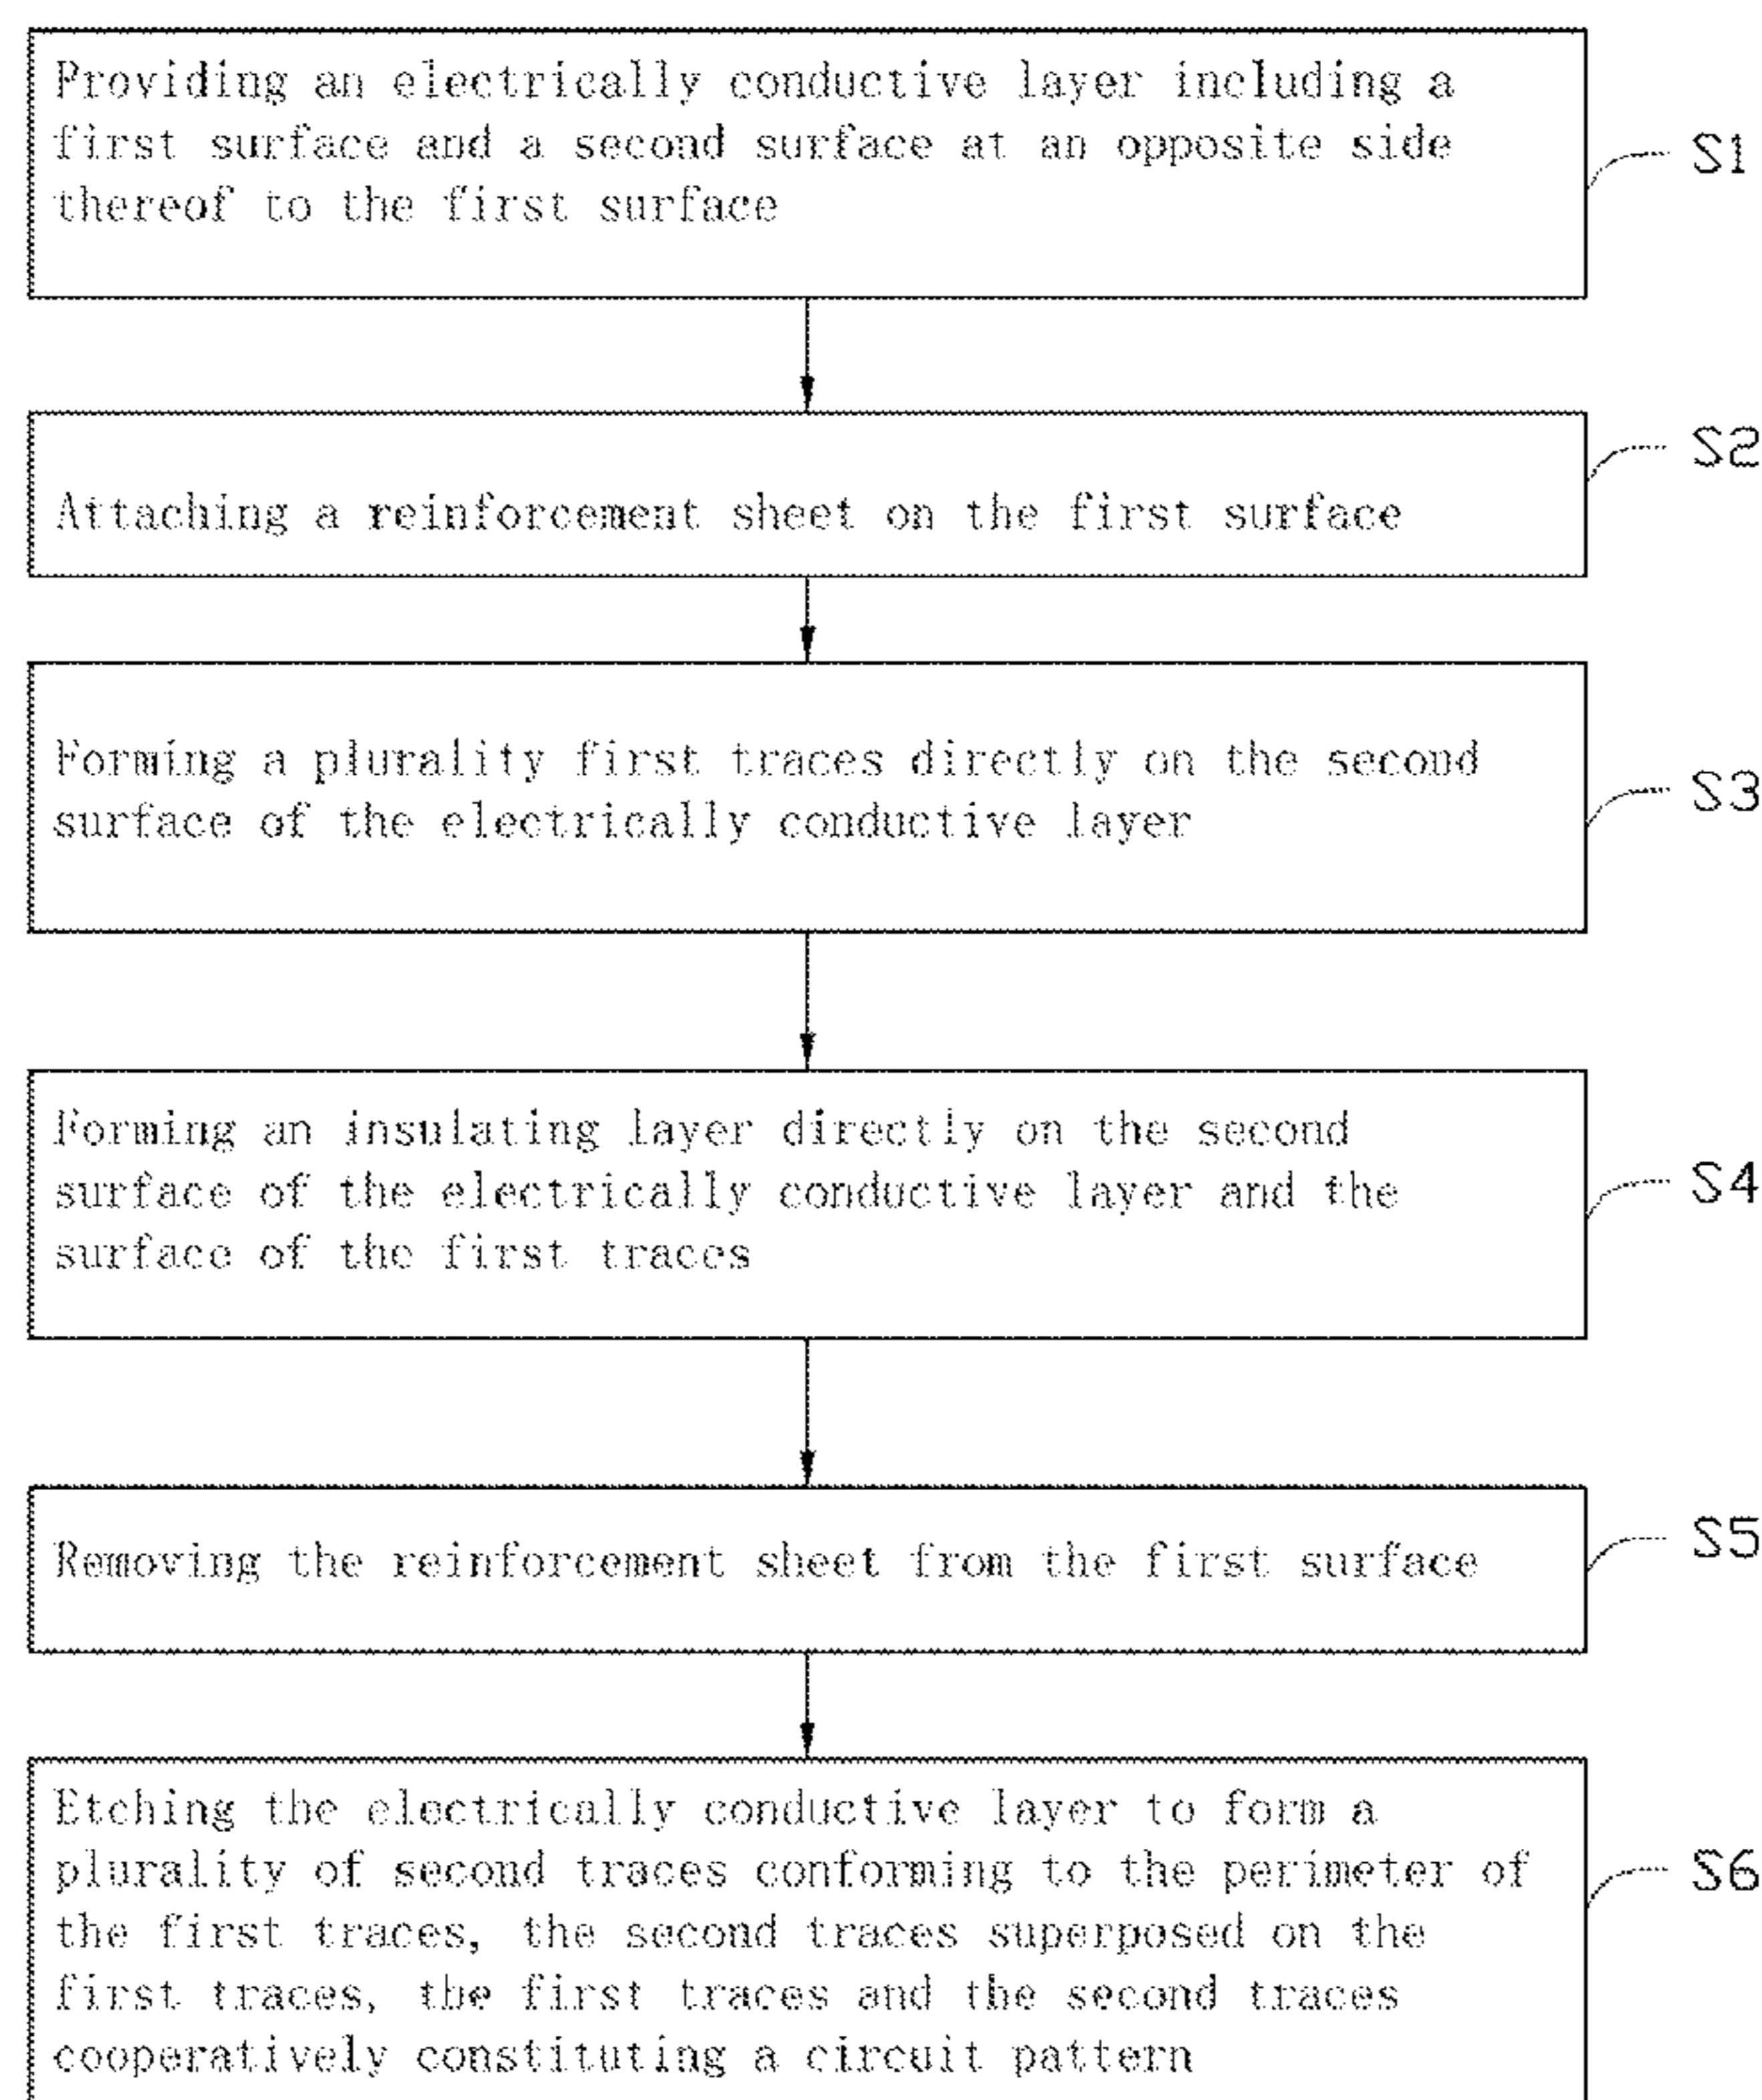 Providing an electrically conductive layer including a
first surface and a second surface at an opposite side
thereof to the first surface
S1
Attaching a reinforcement sheet on the first surface
S2
Forming a plurality first traces directly on the second
surface of the electrically conductive layer
S3
Forming an insulating layer directly on the second
surface of the electrically conductive layer and the
surface of the first traces
S4
Removing the reinforcement sheet from the first surface
S5
Etching the electrically conductive layer to form a
plurality of second traces conforming to the perimeter of
the first traces, the second traces superposed on the
first traces, the first traces and the second traces
cooperatively constituting a circuit pattern
S6